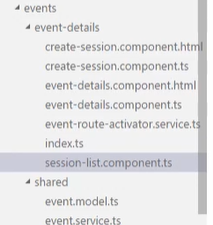 events
event-details
create-session.component.html
create-session.component.ts
event-details.component.html
event-details.component.ts
event-route-activator.service.ts
index.ts
session-list.component.ts
shared
event.model.ts
event.service.ts